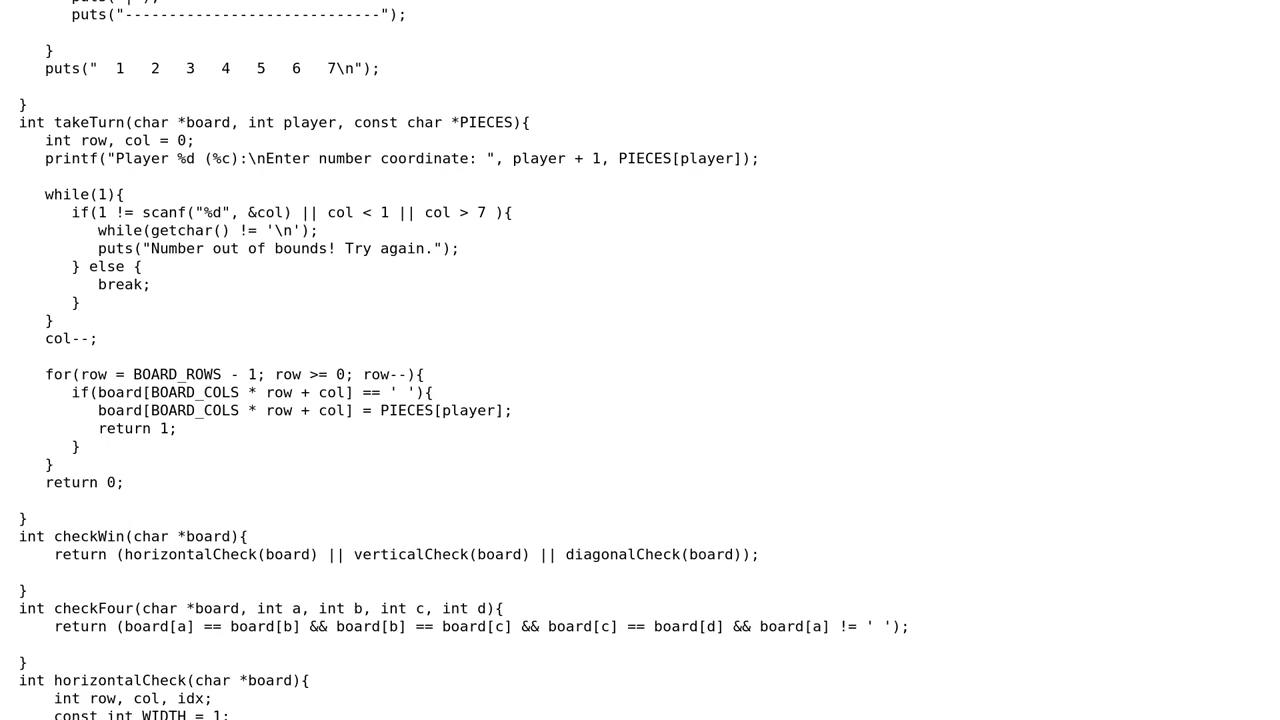 puts("|");
puts("-----------------------------");
}
puts("  1   2   3   4   5   6   7\n");
}
int takeTurn(char *board, int player, const char *PIECES){
   int row, col = 0;
   printf("Player %d (%c):\nEnter number coordinate: ", player + 1, PIECES[player]);
   while(1){
      if(1 != scanf("%d", &col) || col < 1 || col > 7 ){
         while(getchar() != '\n');
         puts("Number out of bounds! Try again.");
      } else {
         break;
      }
   }
   col--;
   for(row = BOARD_ROWS - 1; row >= 0; row--){
      if(board[BOARD_COLS * row + col] == ' '){
         board[BOARD_COLS * row + col] = PIECES[player];
         return 1;
      }
   }
   return 0;
}
int checkWin(char *board){
    return (horizontalCheck(board) || verticalCheck(board) || diagonalCheck(board));
}
int checkFour(char *board, int a, int b, int c, int d){
    return (board[a] == board[b] && board[b] == board[c] && board[c] == board[d] && board[a] != ' ');
}
int horizontalCheck(char *board){
    int row, col, idx;
    const int WIDTH = 1;